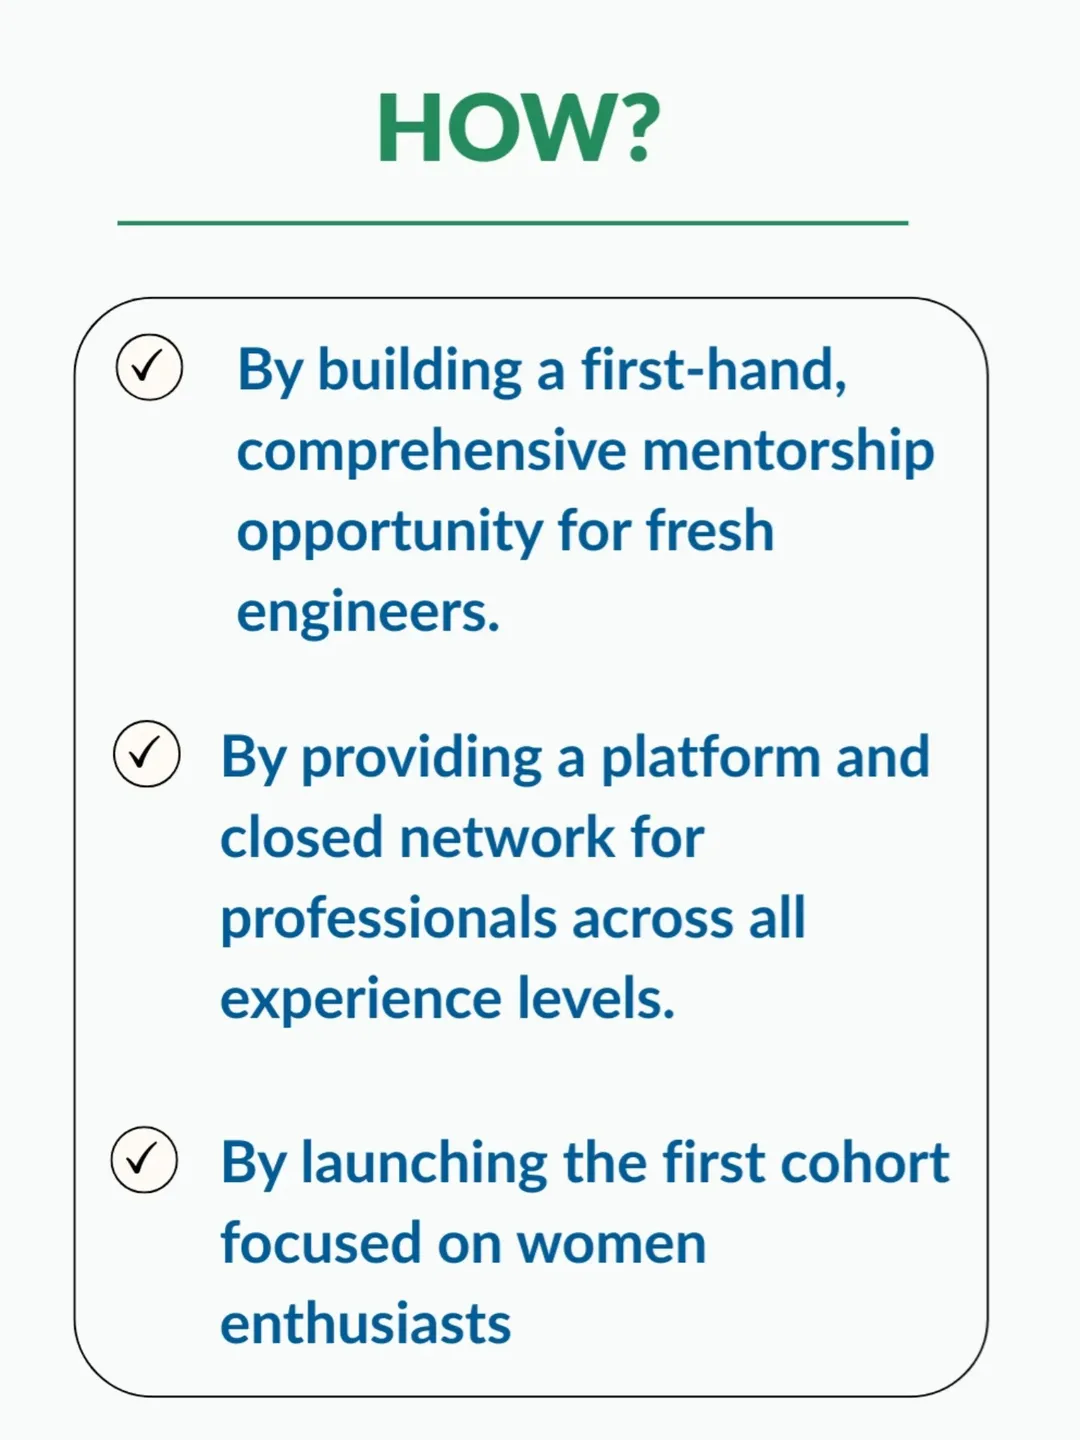 HOW?
By building a first-hand,
comprehensive mentorship
opportunity for fresh
engineers.
By providing a platform and
closed network for
professionals across all
experience levels.
By launching the first cohort
focused on women
enthusiasts